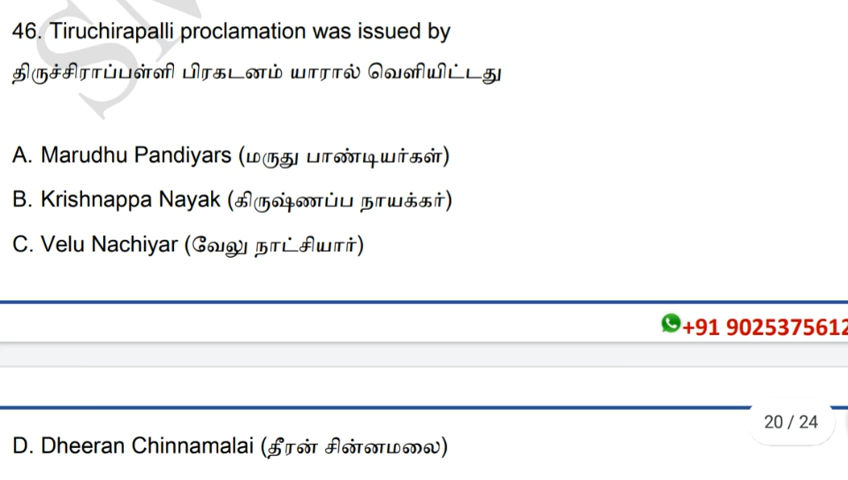 46. Tiruchirapalli proclamation was issued by
திருச்சிராப்பள்ளி பிரகடனம் யாரால் வெளியிட்டது
A. Marudhu Pandiyars (மருது பாண்டியர்கள்)
B. Krishnappa Nayak (கிருஷ்ணப்ப நாயக்கர்)
C. Velu Nachiyar (வேலு நாட்சியார்)
+91 9025375612
20 / 24
D. Dheeran Chinnamalai (தீரன் சின்னமலை)